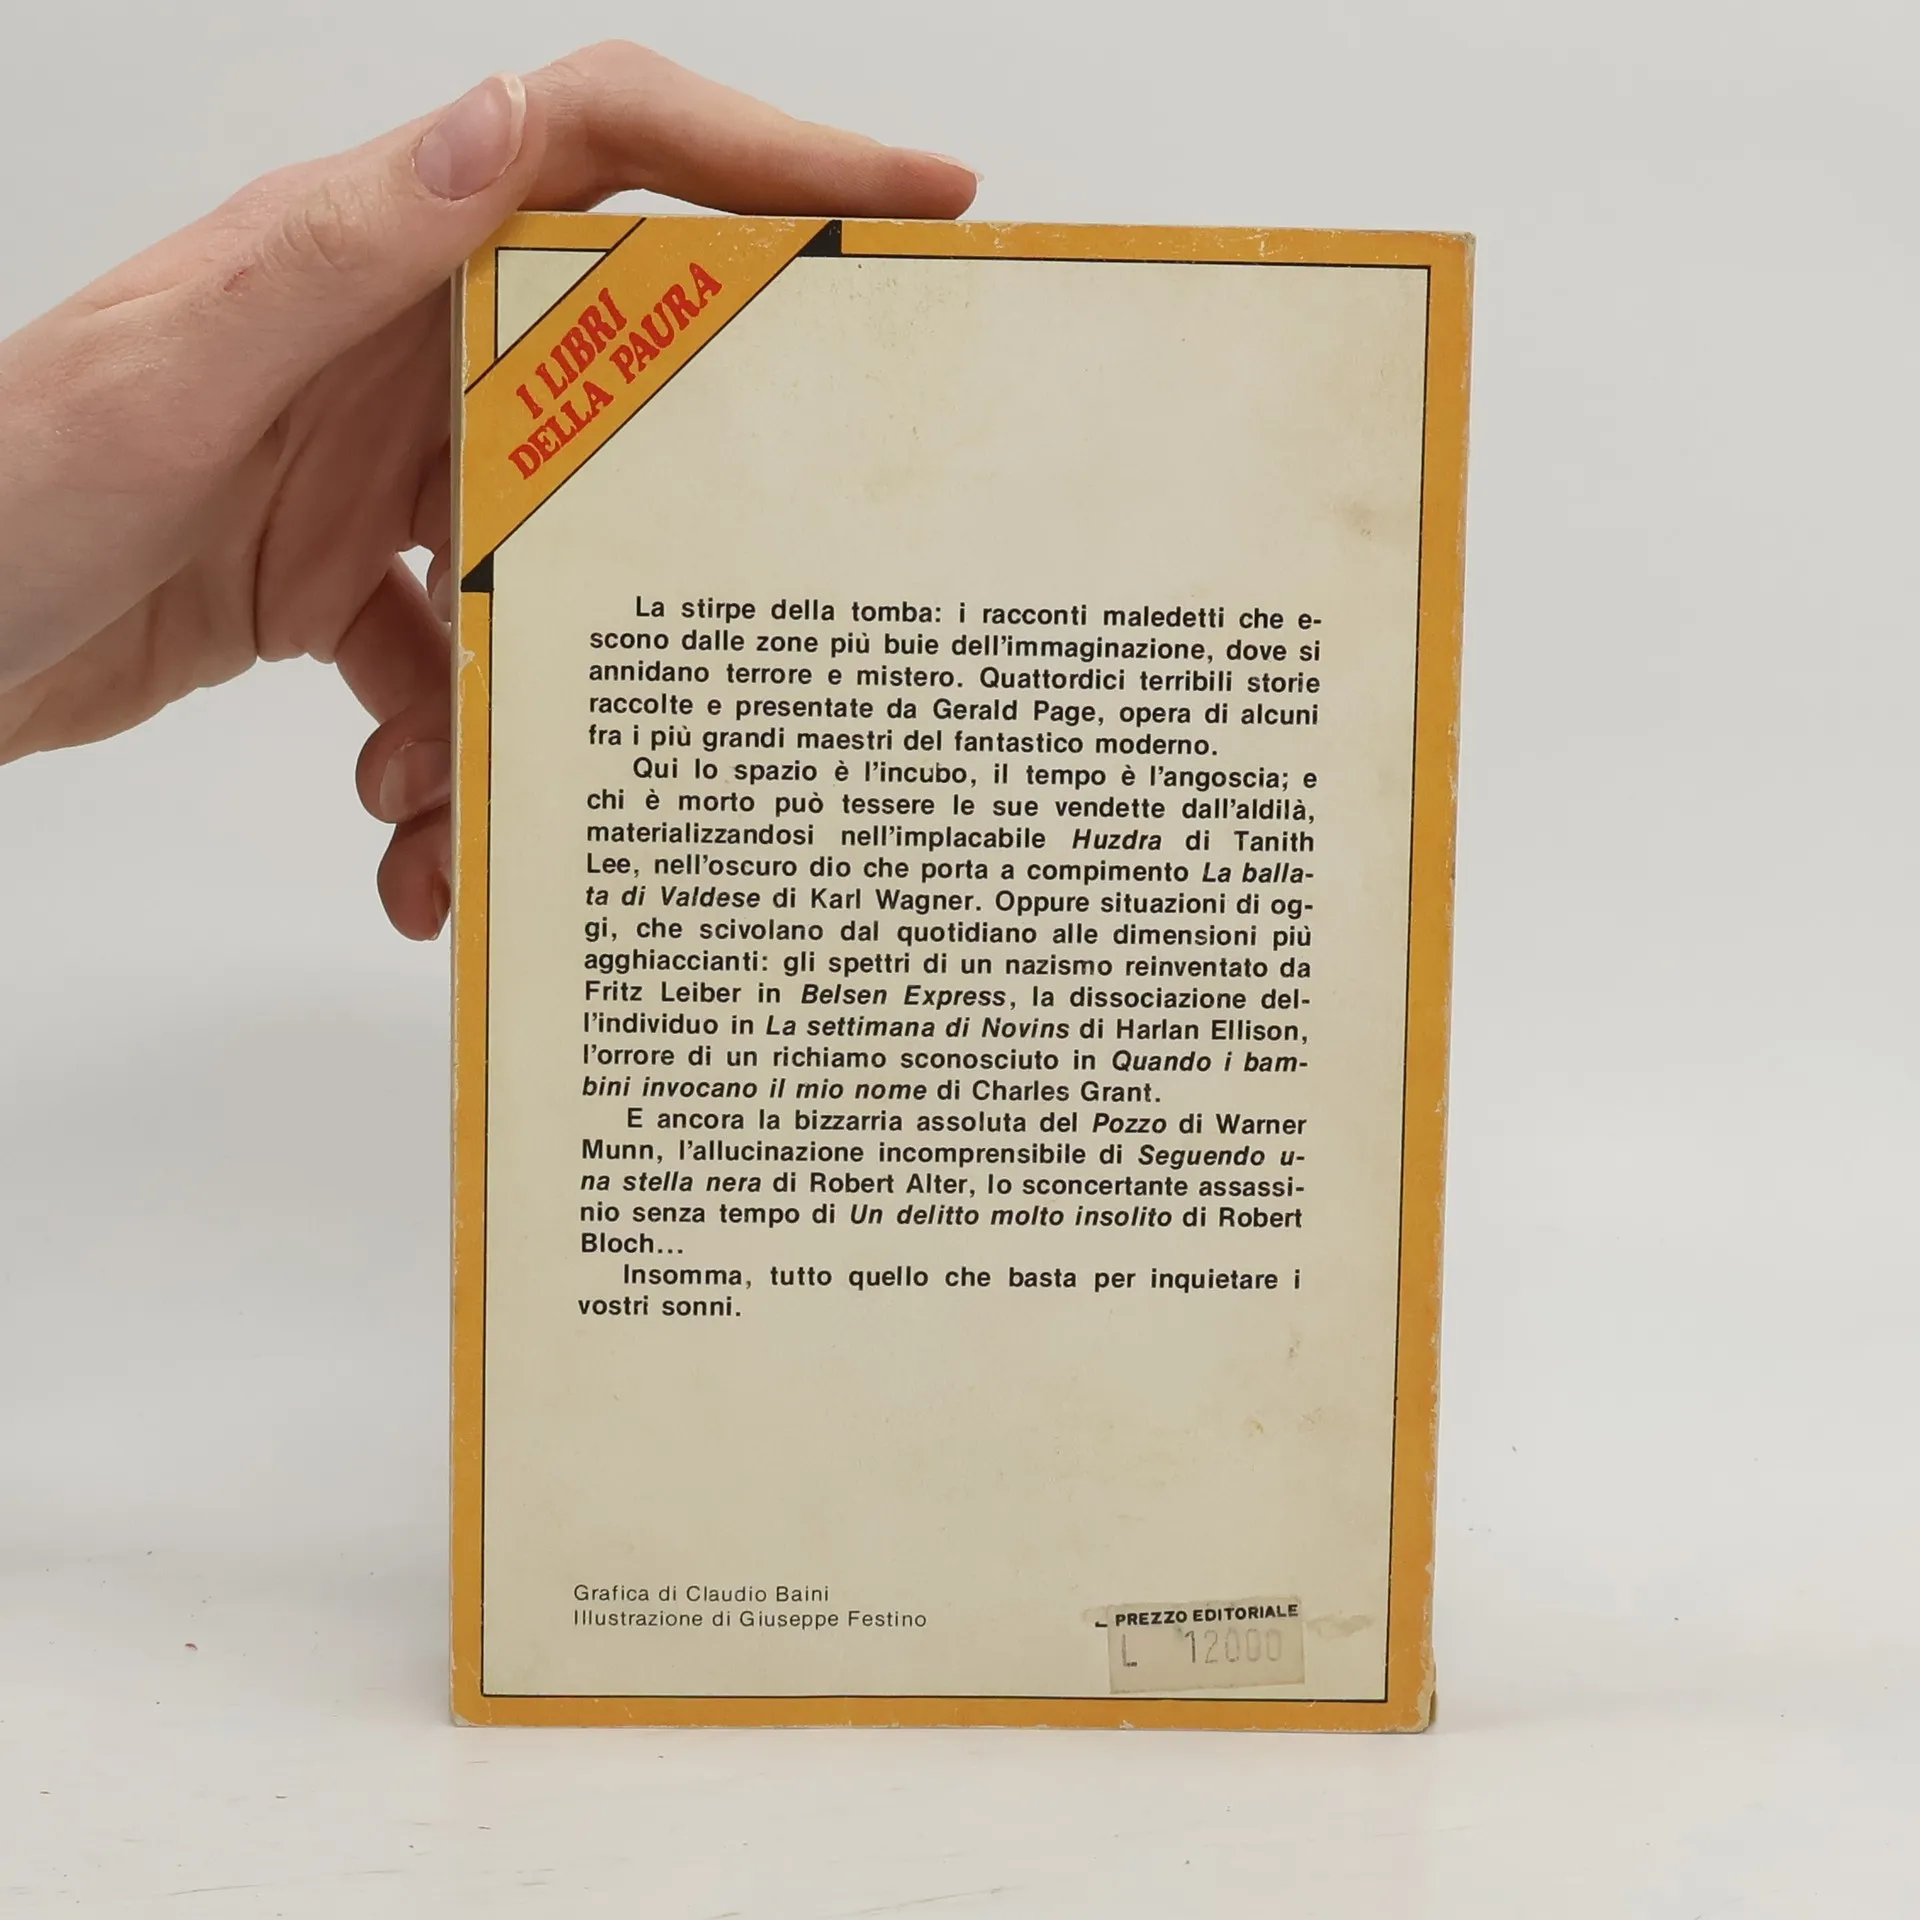 I LIBRI
DELLA PAURA
La stirpe della tomba: i racconti maledetti che e-
scono dalle zone più buie dell'immaginazione, dove si
annidano terrore e mistero. Quattordici terribili storie
raccolte e presentate da Gerald Page, opera di alcuni
fra i più grandi maestri del fantastico moderno.
Qui lo spazio è l'incubo, il tempo è l'angoscia; e
chi è morto può tessere le sue vendette dall'aldilà,
materializzandosi nell'implacabile Huzdra di Tanith
Lee, nell'oscuro dio che porta a compimento La balla-
ta di Valdese di Karl Wagner. Oppure situazioni di og-
gi, che scivolano dal quotidiano alle dimensioni più
agghiaccianti: gli spettri di un nazismo reinventato da
Fritz Leiber in Belsen Express, la dissociazione del-
l'individuo in La settimana di Novins di Harlan Ellison,
l'orrore di un richiamo sconosciuto in Quando i bam-
bini invocano il mio nome di Charles Grant.
E ancora la bizzarria assoluta del Pozzo di Warner
Munn, l'allucinazione incomprensibile di Seguendo u-
na stella nera di Robert Alter, lo sconcertante assassi-
nio senza tempo di Un delitto molto insolito di Robert
Bloch...
Insomma, tutto quello che basta per inquietare i
vostri sonni.
Grafica di Claudio Baini
Illustrazione di Giuseppe Festino
PREZZO EDITORIALE
L 12000